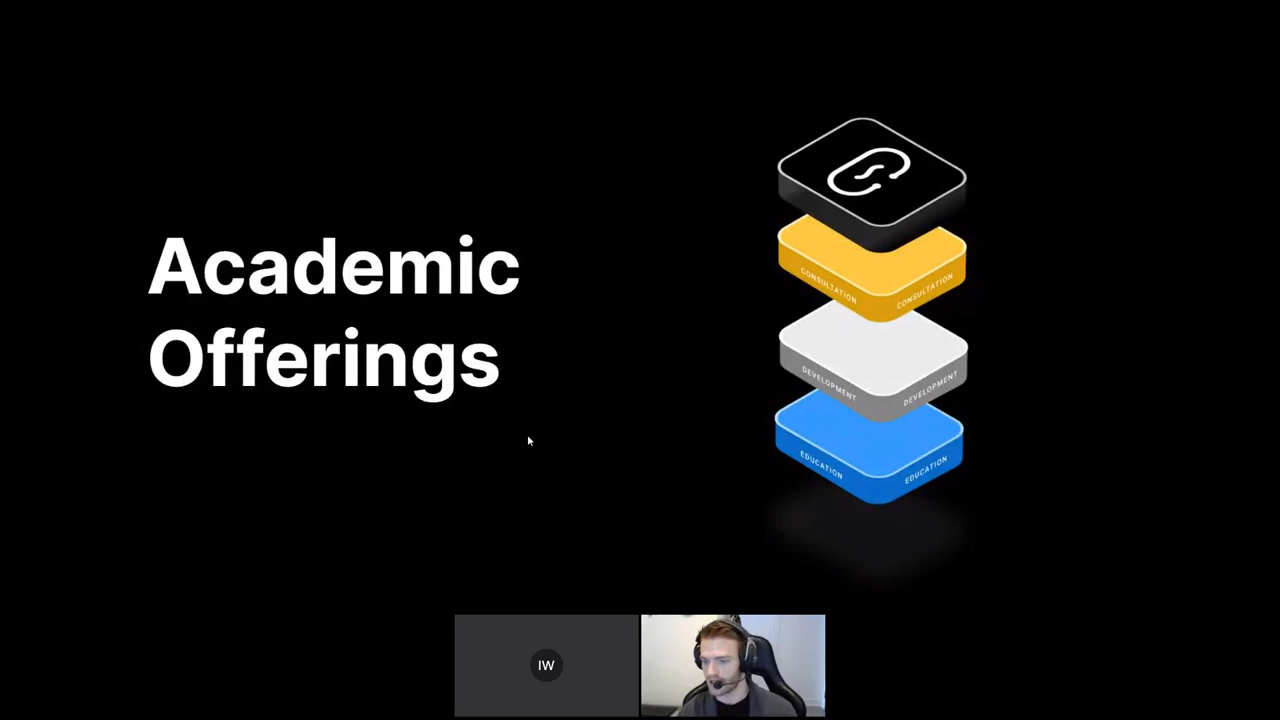 Academic
Offerings
CONSULTATION CONSULTATION
DEVELOPMENT DEVELOPMENT
EDUCATION EDUCATION
IW